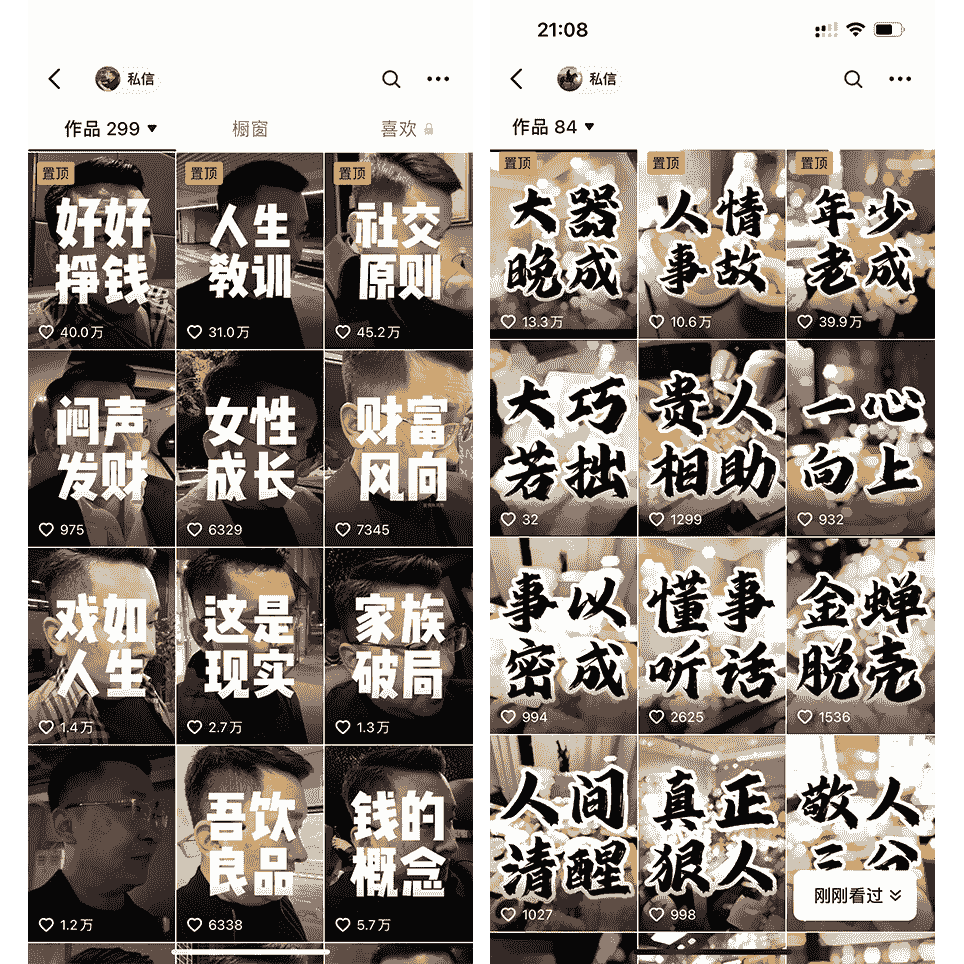 私信
作品 299
橱窗
喜欢
置顶
好好
挣钱
40.0万
置顶
人生
教训
31.0万
置顶
社交
原则
45.2万
闷声
发财
975
女性
成长
6329
财富
风向
7345
戏如
人生
1.4万
这是
现实
2.7万
家族
破局
1.3万
1.2万
吾饮
良品
6338
钱的
概念
5.7万
21:08
私信
作品 84
置顶
大器
晚成
13.3万
置顶
人情
事故
10.6万
置顶
年少
老成
39.9万
大巧
若拙
32
贵人
相助
1299
一心
向上
932
事以
密成
994
懂事
听话
2625
金蝉
脱壳
1536
人间
清醒
1027
真正
狠人
998
敬人
三分
刚刚看过